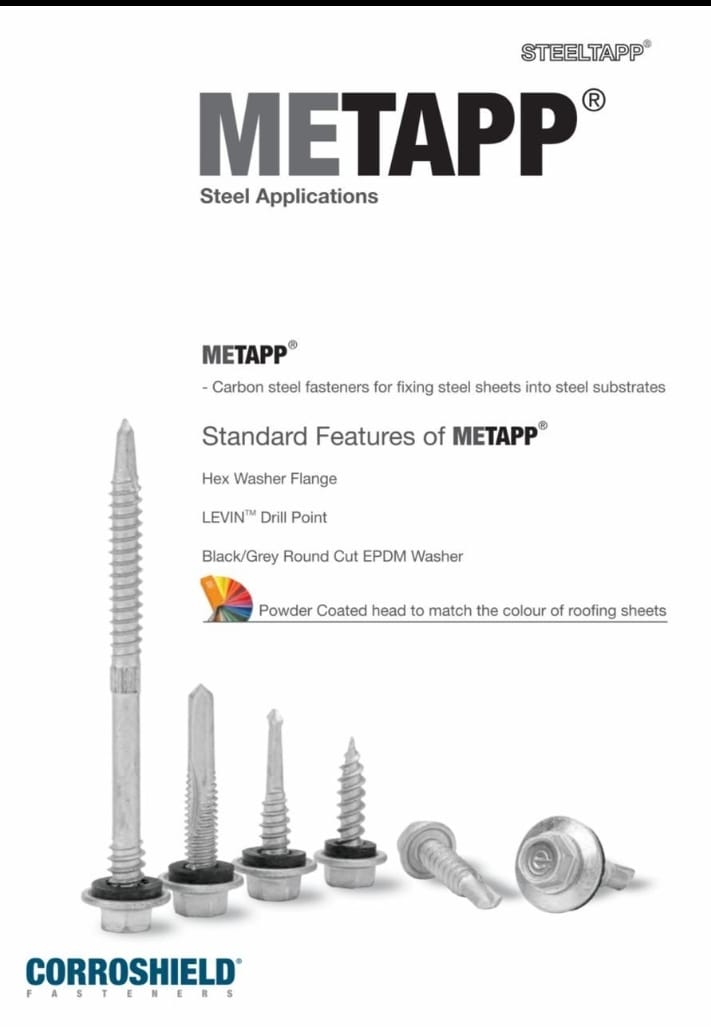 STEELTAPP®
METAPP®
Steel Applications
METAPP®
- Carbon steel fasteners for fixing steel sheets into steel substrates
Standard Features of METAPP®
Hex Washer Flange
LEVIN™ Drill Point
Black/Grey Round Cut EPDM Washer
Powder Coated head to match the colour of roofing sheets
CORROSHIELD®
FASTENERS